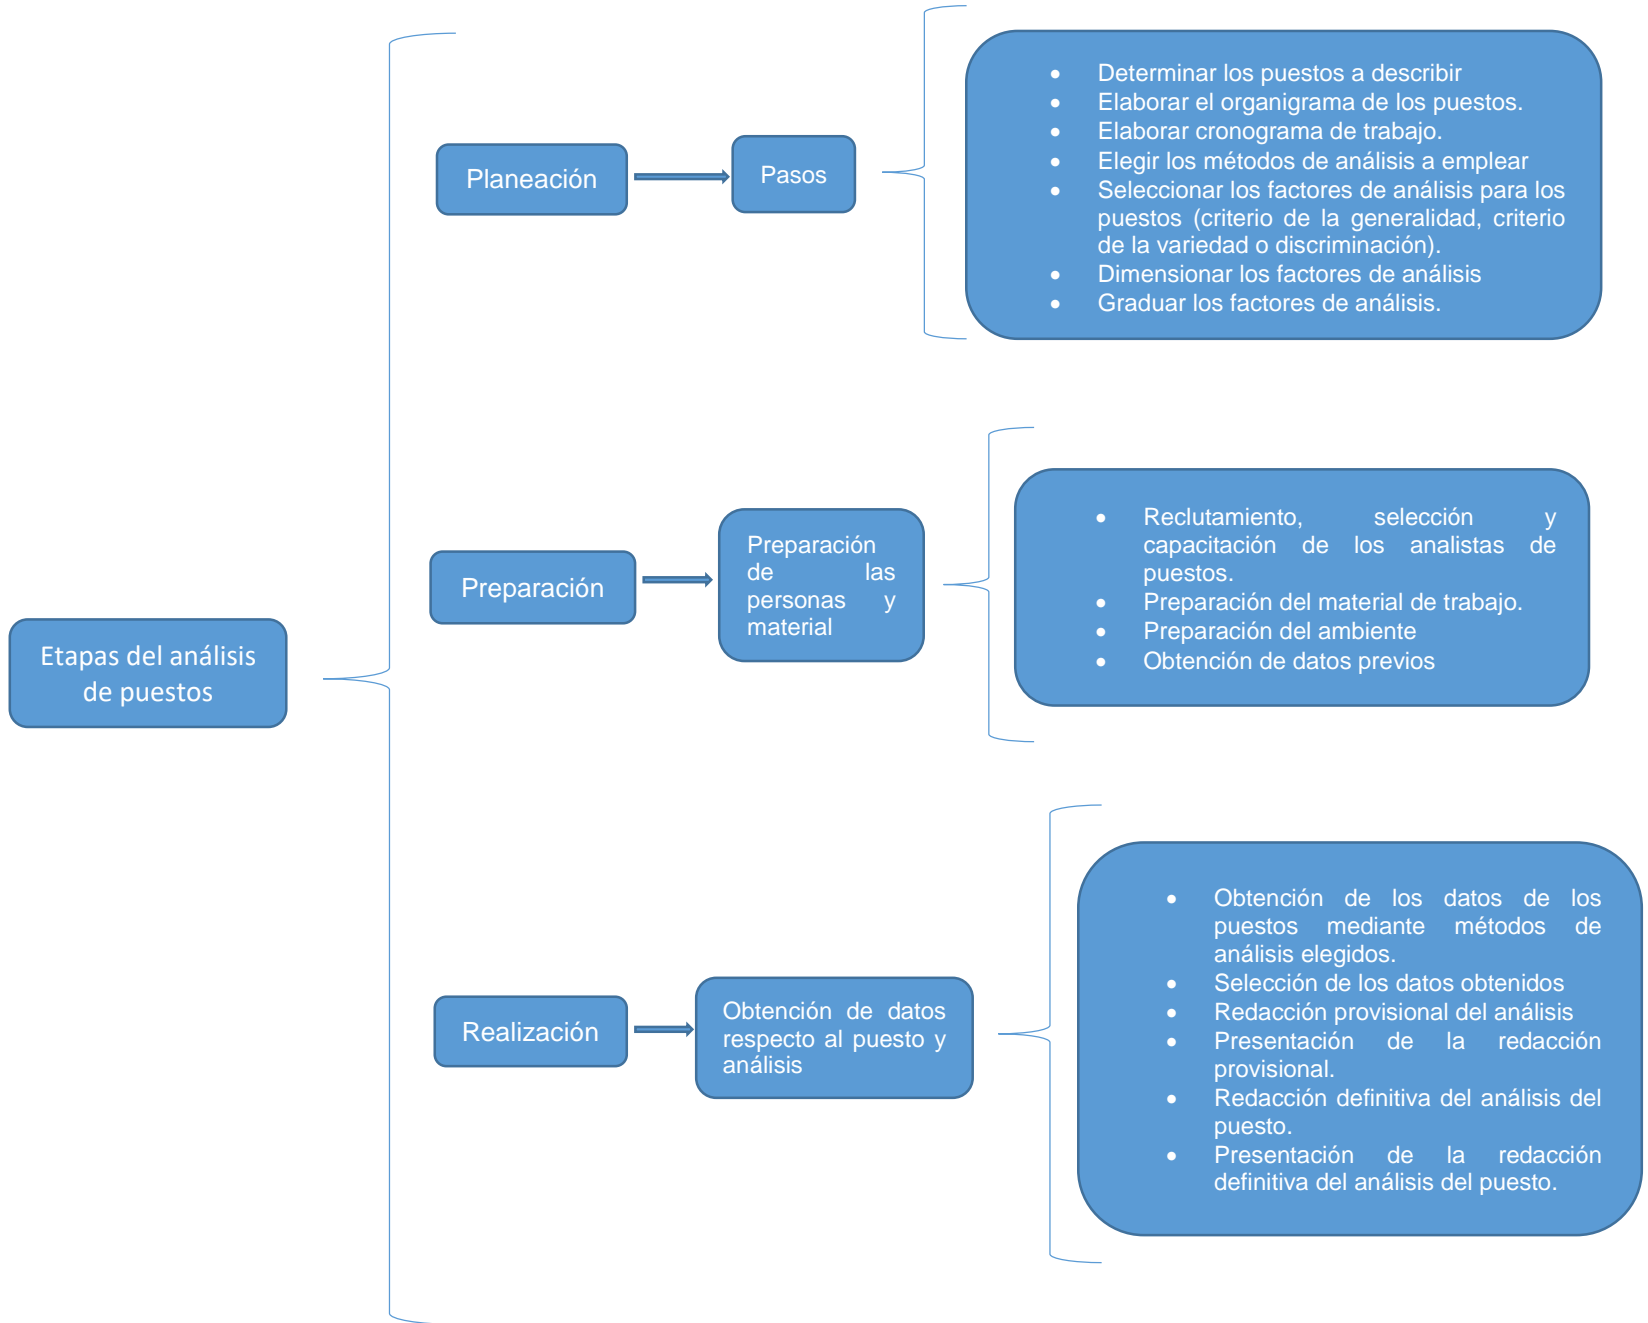 Etapas del análisis
de puestos
Planeación
Pasos
• Determinar los puestos a describir
• Elaborar el organigrama de los puestos.
• Elaborar cronograma de trabajo.
• Elegir los métodos de análisis a emplear
• Seleccionar los factores de análisis para los
puestos (criterio de la generalidad, criterio
de la variedad o discriminación).
• Dimensionar los factores de análisis
• Graduar los factores de análisis.
Preparación
Preparación
de las
personas y
material
• Reclutamiento, selección y
capacitación de los analistas de
puestos.
• Preparación del material de trabajo.
• Preparación del ambiente
• Obtención de datos previos
Realización
Obtención de datos
respecto al puesto y
análisis
• Obtención de los datos de los
puestos mediante métodos de
análisis elegidos.
• Selección de los datos obtenidos
• Redacción provisional del análisis
• Presentación de la redacción
provisional.
• Redacción definitiva del análisis del
puesto.
• Presentación de la redacción
definitiva del análisis del puesto.